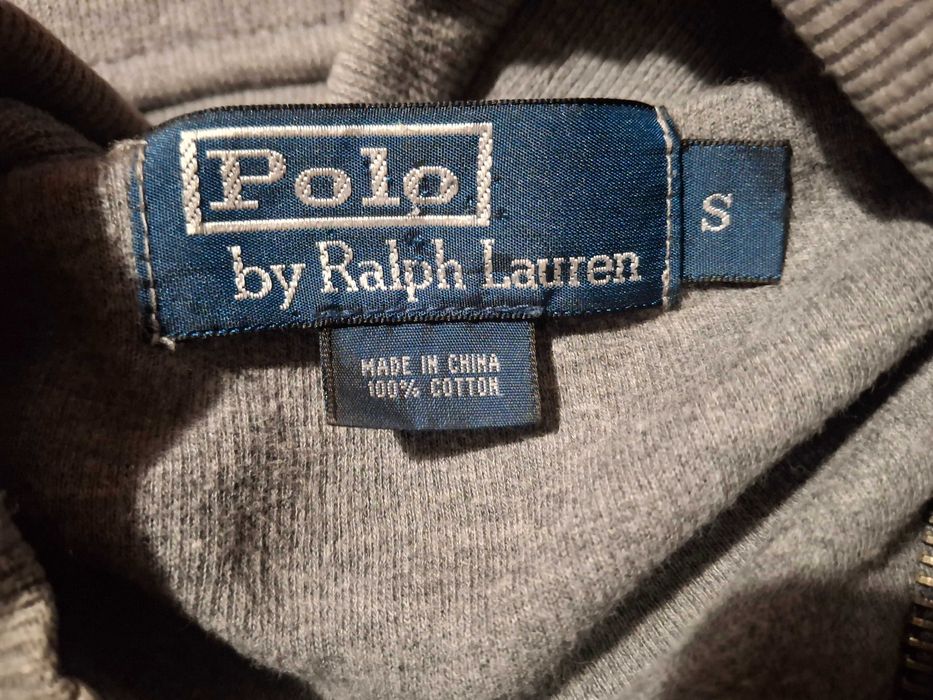 Polo
by Ralph Lauren
S
MADE IN CHINA
100% COTTON